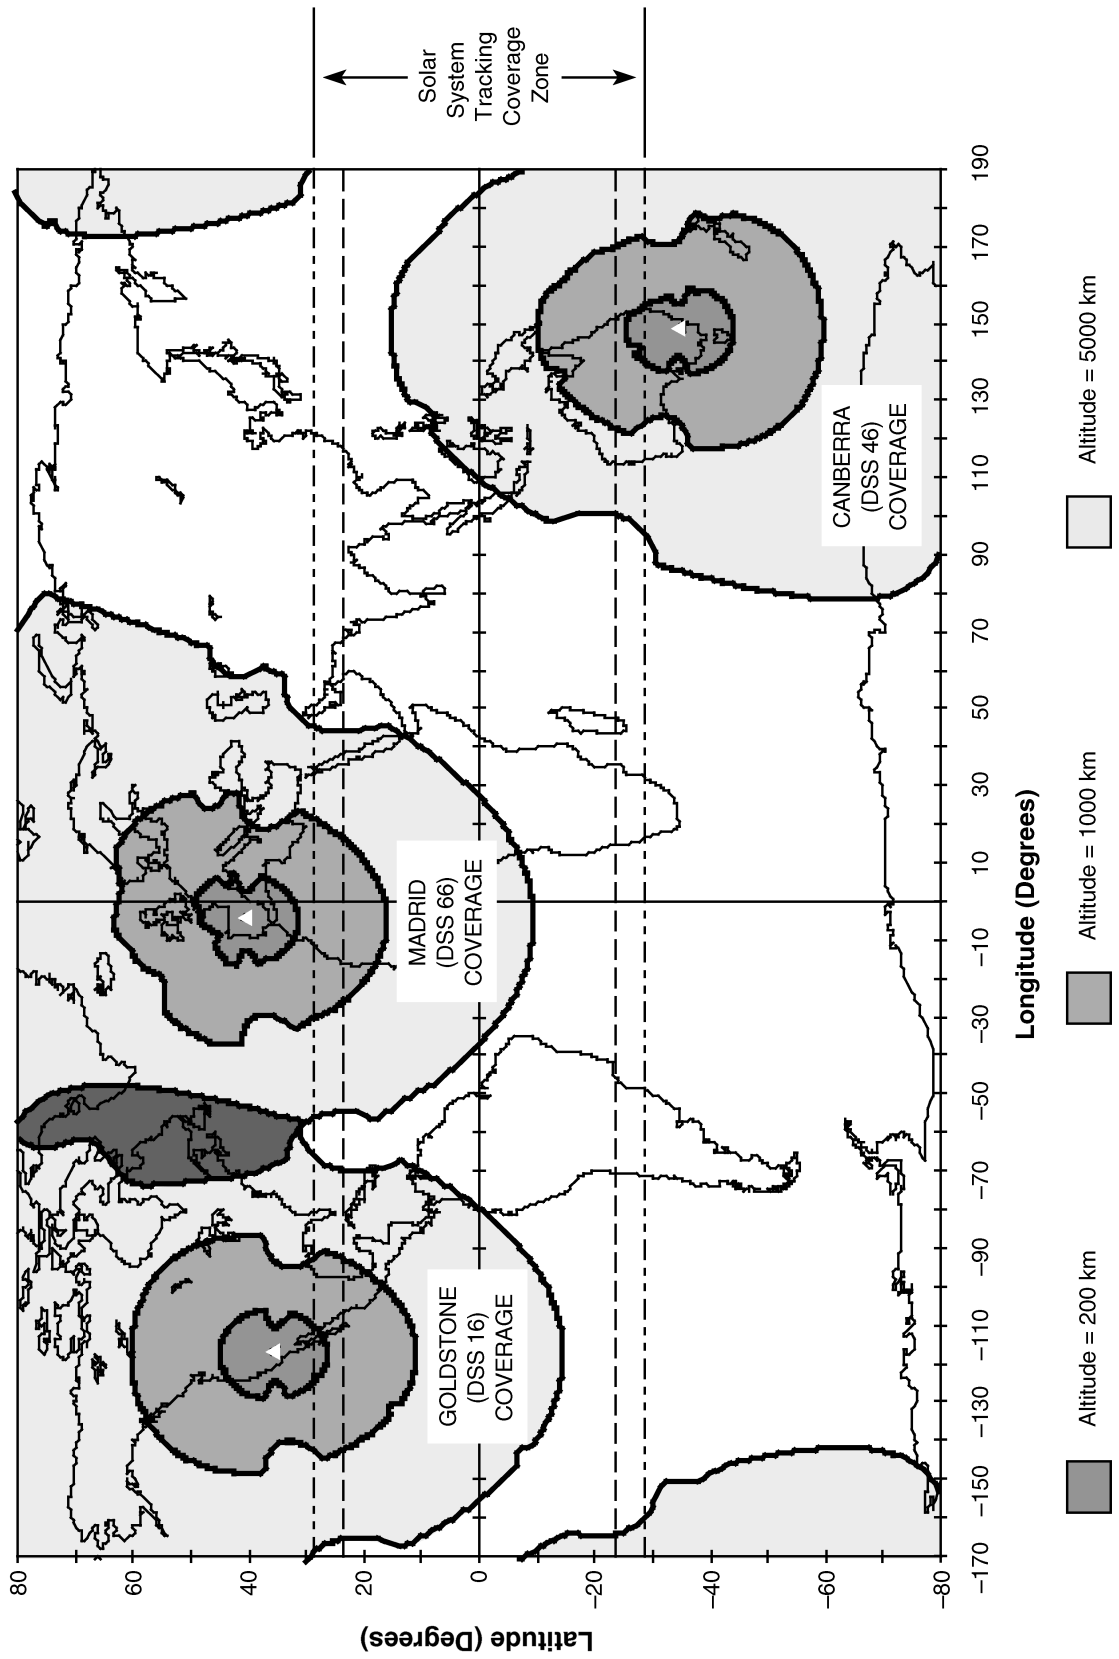 Solar
System
Tracking
Coverage
Zone
MADRID
(DSS 66)
COVERAGE
GOLDSTONE
(DSS 16)
COVERAGE
CANBERRA
(DSS 46)
COVERAGE
80
60
40
20
0
−20
−40
−60
−80
Latitude (Degrees)
−170
−150
−130
−110
−90
−70
−50
−30
−10
10
30
50
70
90
110
130
150
170
190
Longitude (Degrees)
Altitude = 200 km
Altitude = 1000 km
Altitude = 5000 km